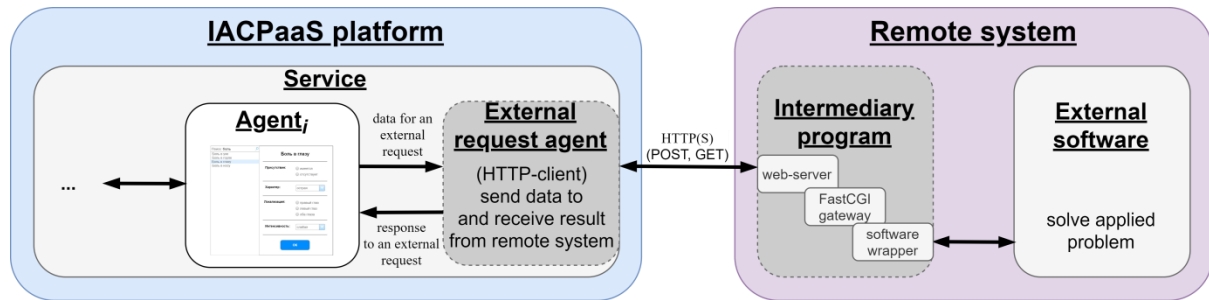 IACPaaS platform
Service
...
Agenti
Боль в глазу
data for an
external
request
response
to an external
request
External
request agent
(HTTP-client)
send data to
and receive result
from remote system
HTTP(S)
(POST, GET)
Remote system
Intermediary
program
web-server
FastCGI
gateway
software
wrapper
External
software
solve applied
problem